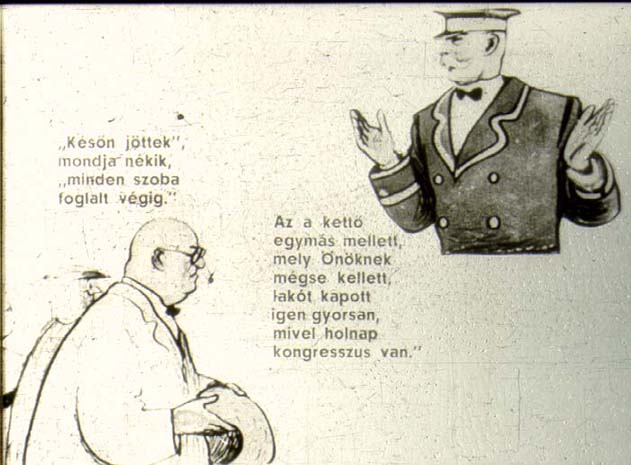 „Későn jöttek",
mondja nékik,
„minden szoba
foglalt végig."
Az a kettő
egymás mellett,
mely Önöknek
mégse kellett,
lakót kapott
igen gyorsan,
mivel holnap
kongresszus van."